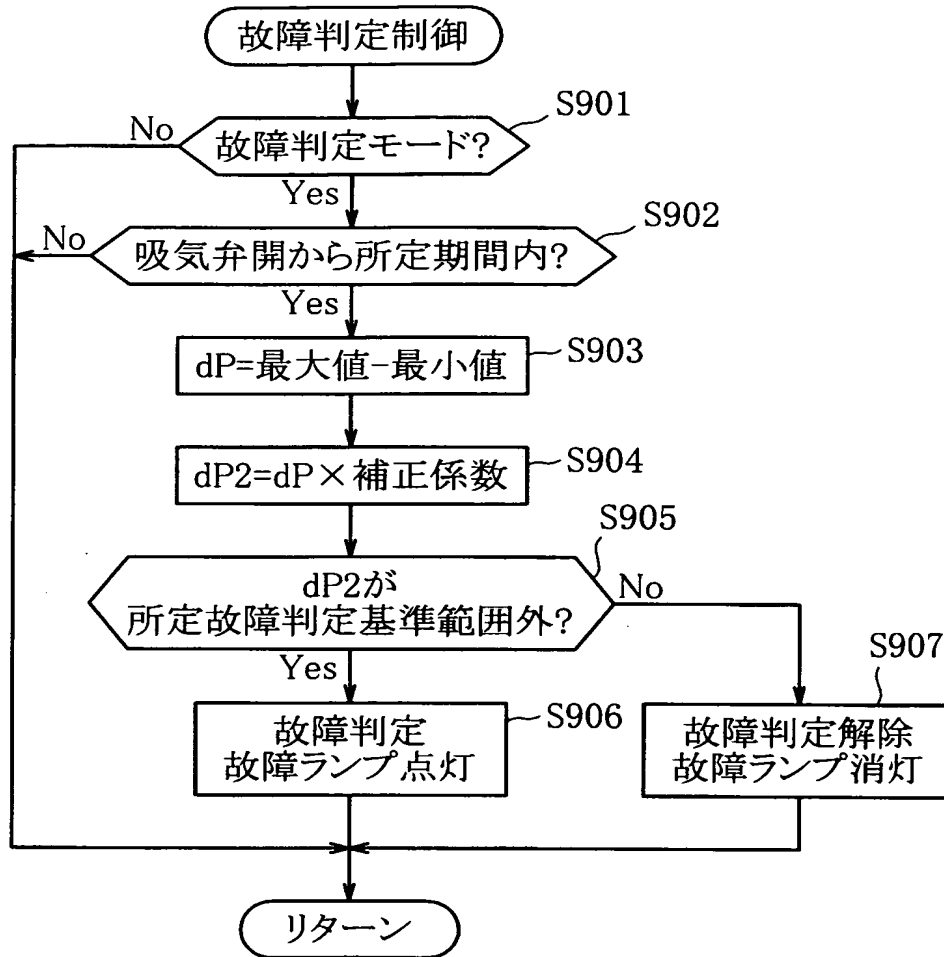 故障判定制御
S901
No
故障判定モード?
Yes
S902
No
吸気弁開から所定期間内?
Yes
S903
dP=最大値-最小値
S904
dP2=dP×補正係数
S905
dP2が
所定故障判定基準範囲外?
No
Yes
S906
故障判定
故障ランプ点灯
S907
故障判定解除
故障ランプ消灯
リターン